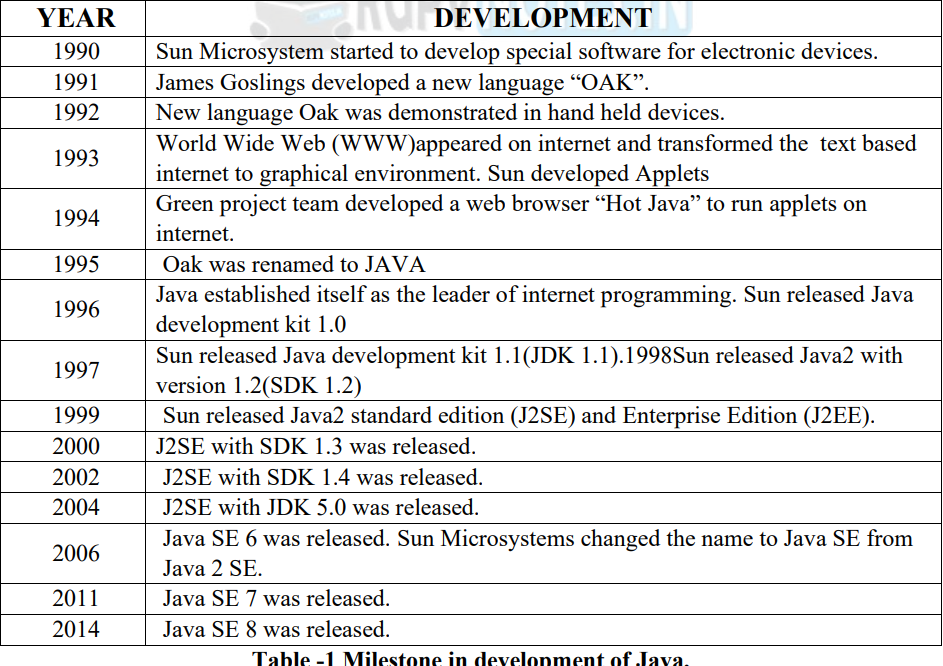 YEAR DEVELOPMENT
1990 Sun Microsystem started to develop special software for electronic devices.
1991 James Goslings developed a new language “OAK”.
1992 New language Oak was demonstrated in hand held devices.
1993 World Wide Web (WWW)appeared on internet and transformed the text based
internet to graphical environment. Sun developed Applets
1994 Green project team developed a web browser “Hot Java” to run applets on
internet.
1995 Oak was renamed to JAVA
1996 Java established itself as the leader of internet programming. Sun released Java
development kit 1.0
1997 Sun released Java development kit 1.1(JDK 1.1).1998Sun released Java2 with
version 1.2(SDK 1.2)
1999 Sun released Java2 standard edition (J2SE) and Enterprise Edition (J2EE).
2000 J2SE with SDK 1.3 was released.
2002 J2SE with SDK 1.4 was released.
2004 J2SE with JDK 5.0 was released.
2006 Java SE 6 was released. Sun Microsystems changed the name to Java SE from
Java 2 SE.
2011 Java SE 7 was released.
2014 Java SE 8 was released.
Table -1 Milestone in development of Java.